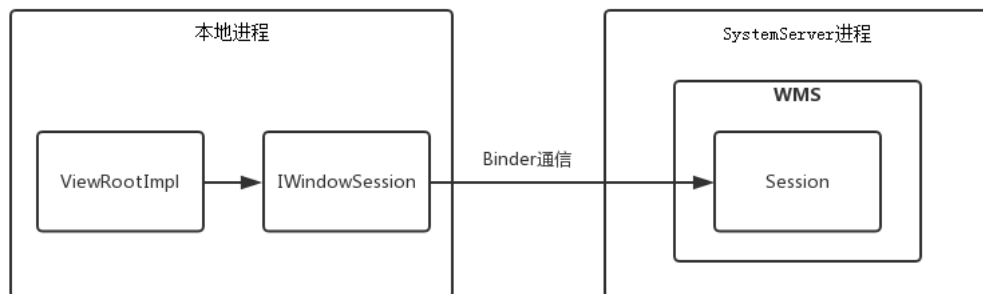 本地进程
SystemServer进程
WMS
ViewRootImpl
IWindowSession
Binder通信
Session